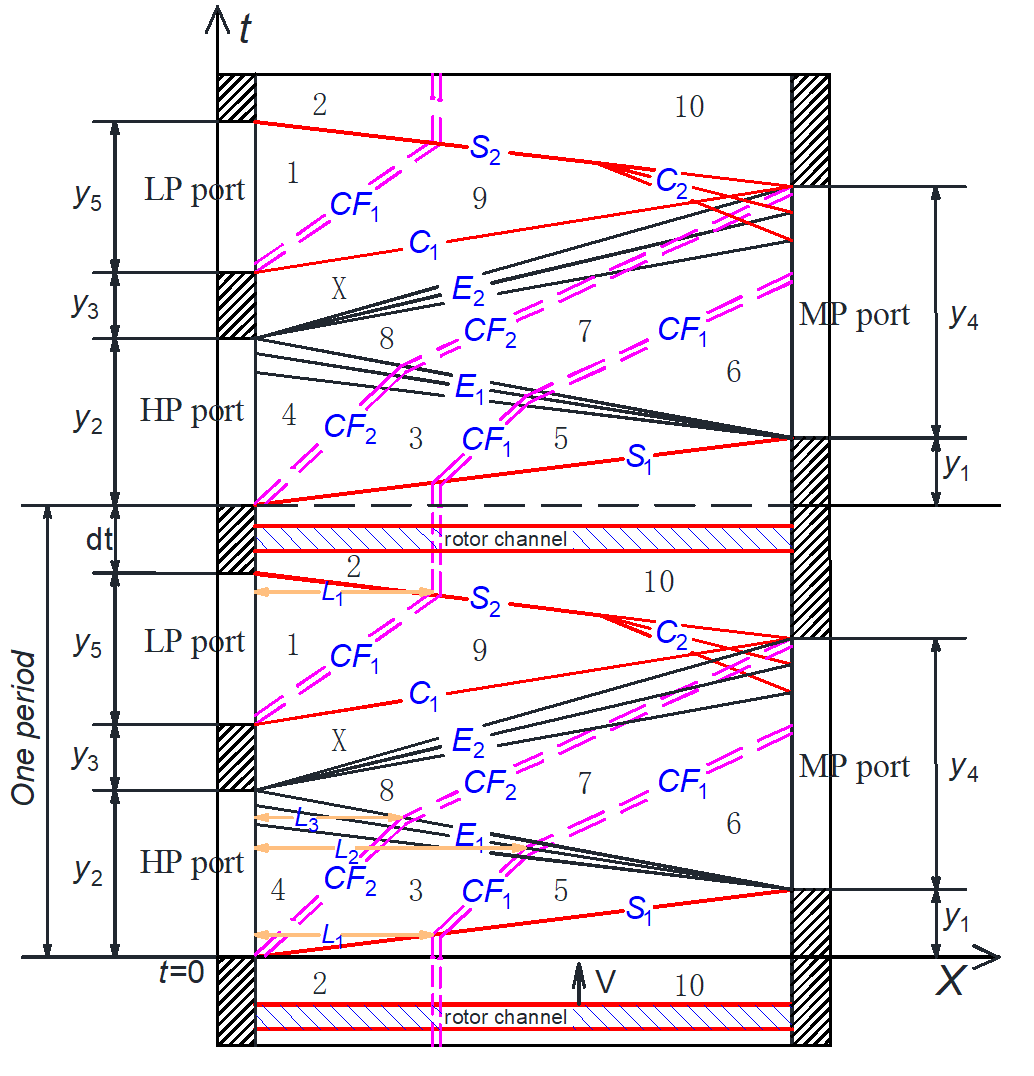 t
2
10
S₂
C₂
1
LP port
y₅
CF₁
9
C₁
y₃
X
E₂
8
CF₂
7
CF₁
MP port
y₄
6
E₁
HP port
y₂
4
CF₂
3
CF₁
5
S₁
y₁
dt
rotor channel
2
10
L₁
S₂
C₂
1
LP port
y₅
CF₁
9
C₁
One period
y₃
X
E₂
8
CF₂
7
CF₁
MP port
y₄
6
L₃
E₁
L₂
HP port
y₂
4
CF₂
3
CF₁
5
S₁
L₁
y₁
t=0
2
V
10
X
rotor channel